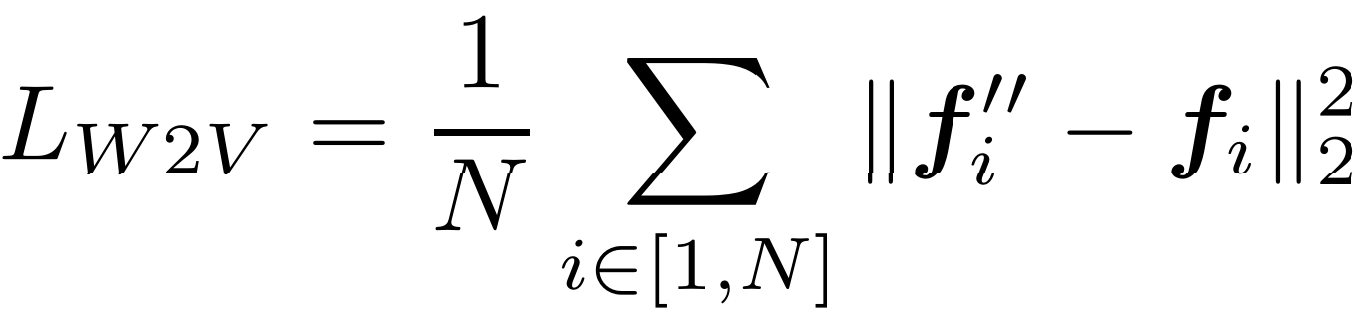 L_{W2V} = \frac{1}{N} \sum_{i \in [1,N]} \| \boldsymbol{f}_i'' - \boldsymbol{f}_i \|_2^2